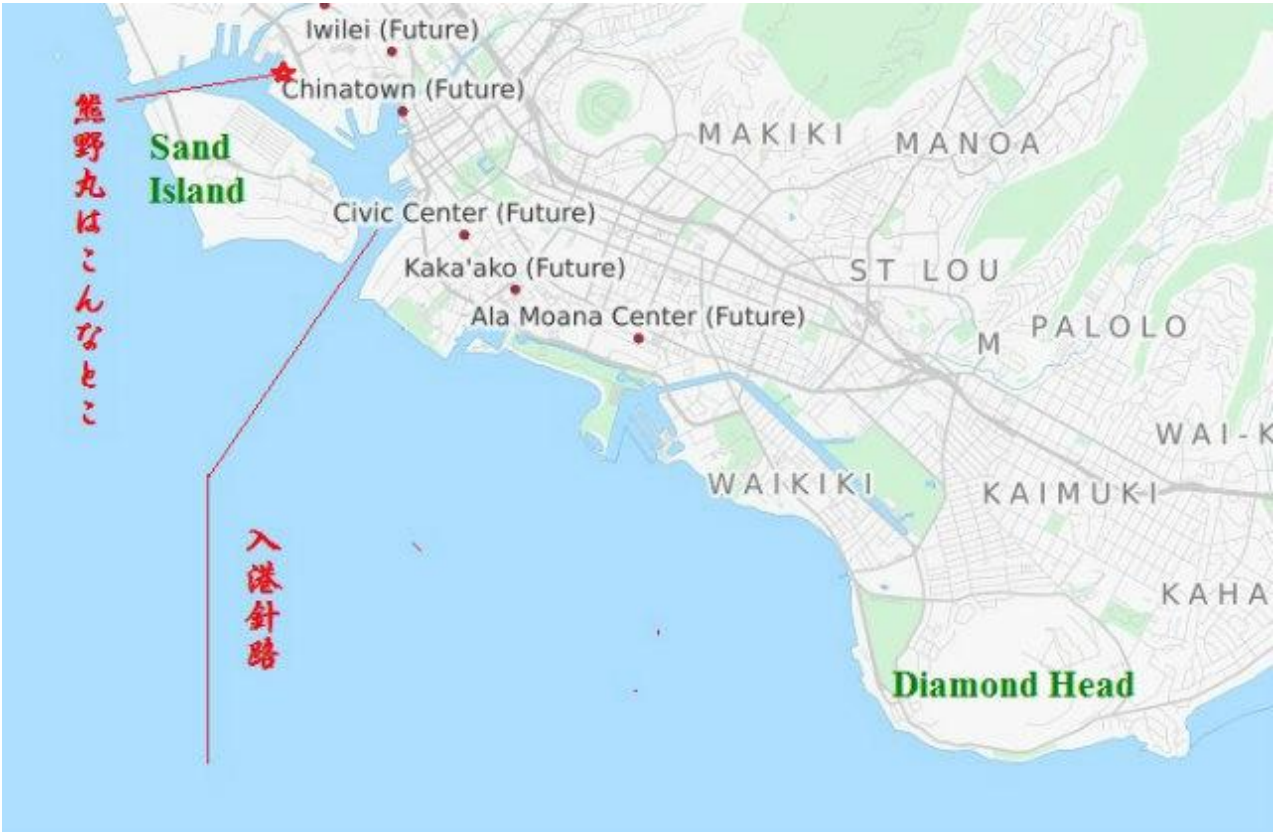 Iwilei (Future)
Chinatown (Future)
熊野丸はこんなとこ
Sand
Island
MAKIKI
MANOA
Civic Center (Future)
Kaka'ako (Future)
ST LOU
Ala Moana Center (Future)
PALOLO
M
WAI-K
WAIKIKI
KAIMUKI
入港針路
KAHA
Diamond Head